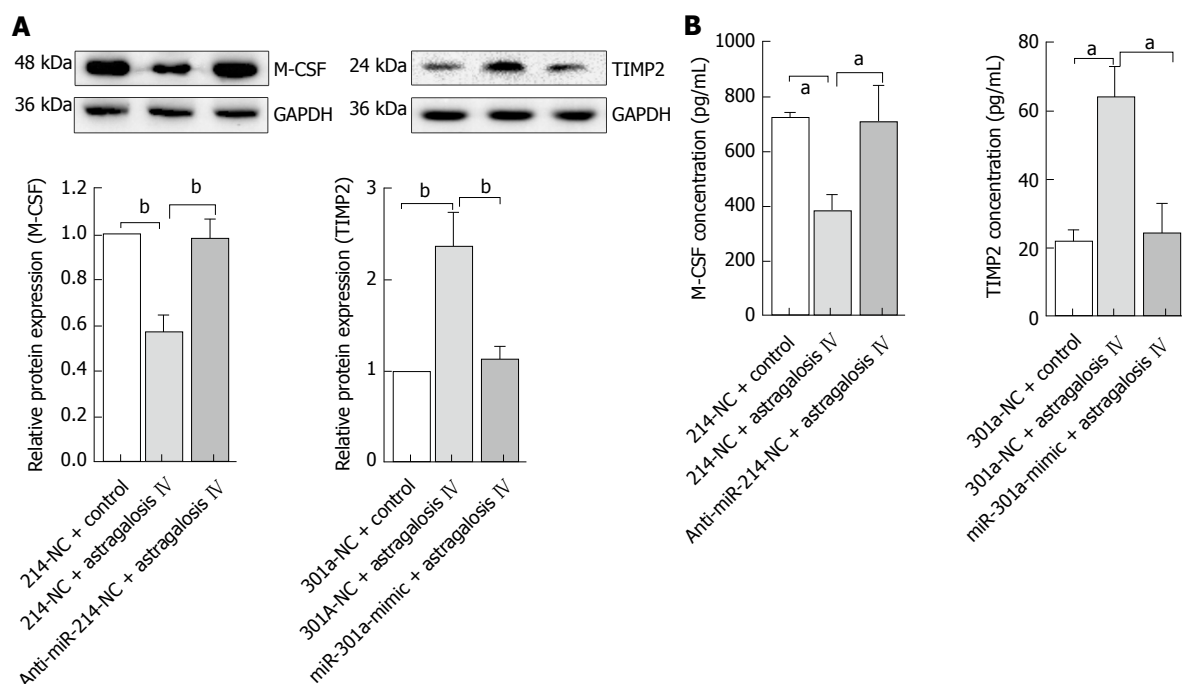 A
48 kDa
M-CSF
36 kDa
GAPDH
24 kDa
TIMP2
36 kDa
GAPDH
Relative protein expression (M-CSF)
1.2
1.0
0.8
0.6
0.4
0.2
0.0
b
b
214-NC + control
214-NC + astragalosis IV
Anti-miR-214-NC + astragalosis IV
Relative protein expression (TIMP2)
3
2
1
0
b
b
301a-NC + control
301A-NC + astragalosis IV
miR-301a-mimic + astragalosis IV
B
M-CSF concentration (pg/mL)
1000
800
600
400
200
0
a
a
214-NC + control
214-NC + astragalosis IV
Anti-miR-214-NC + astragalosis IV
TIMP2 concentration (pg/mL)
80
60
40
20
0
a
a
301a-NC + control
301a-NC + astragalosis IV
miR-301a-mimic + astragalosis IV